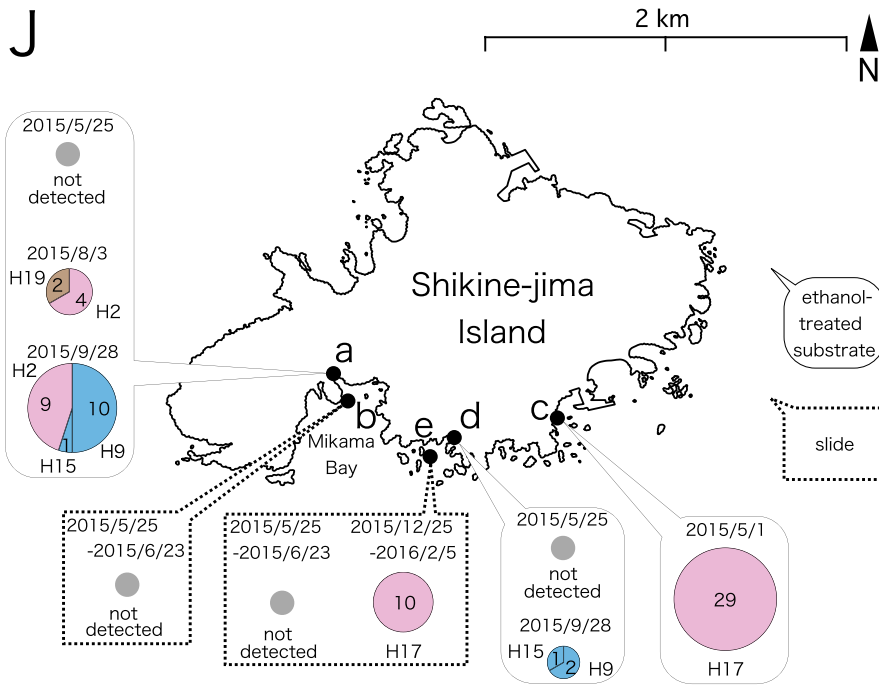 J
2 km
N
2015/5/25
not
detected
2015/8/3
H19
2
4
H2
2015/9/28
H2
9
10
1
H15
H9
Shikine-jima
Island
a
b
c
d
e
Mikama
Bay
ethanol-
treated
substrate
slide
2015/5/25
-2015/6/23
not
detected
2015/5/25
-2015/6/23
not
detected
2015/12/25
-2016/2/5
10
H17
2015/5/25
not
detected
2015/9/28
H15
1
2
H9
2015/5/1
29
H17